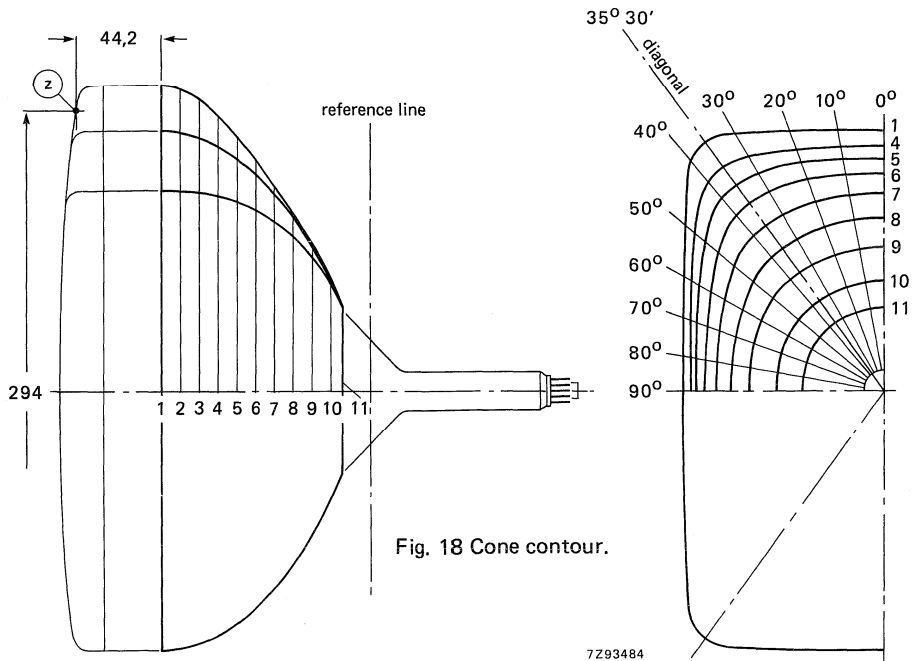 44,2
z
reference line
294
1 2 3 4 5 6 7 8 9 10 11
Fig. 18 Cone contour.
35° 30'
diagonal
40° 30° 20° 10° 0°
50°
60°
70°
80°
90°
1
4
5
6
7
8
9
10
11
7Z93484